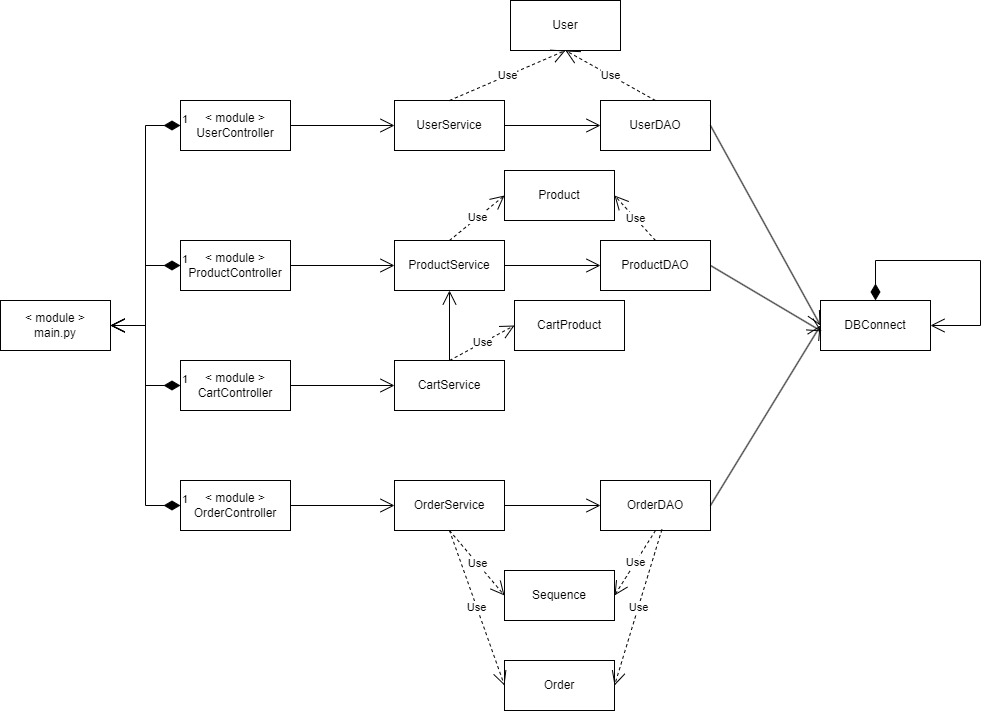 User
Use
Use
1
< module >
UserController
UserService
UserDAO
Product
Use
Use
1
< module >
ProductController
ProductService
ProductDAO
< module >
main.py
CartProduct
DBConnect
Use
1
< module >
CartController
CartService
1
< module >
OrderController
OrderService
OrderDAO
Use
Use
Sequence
Use
Use
Order